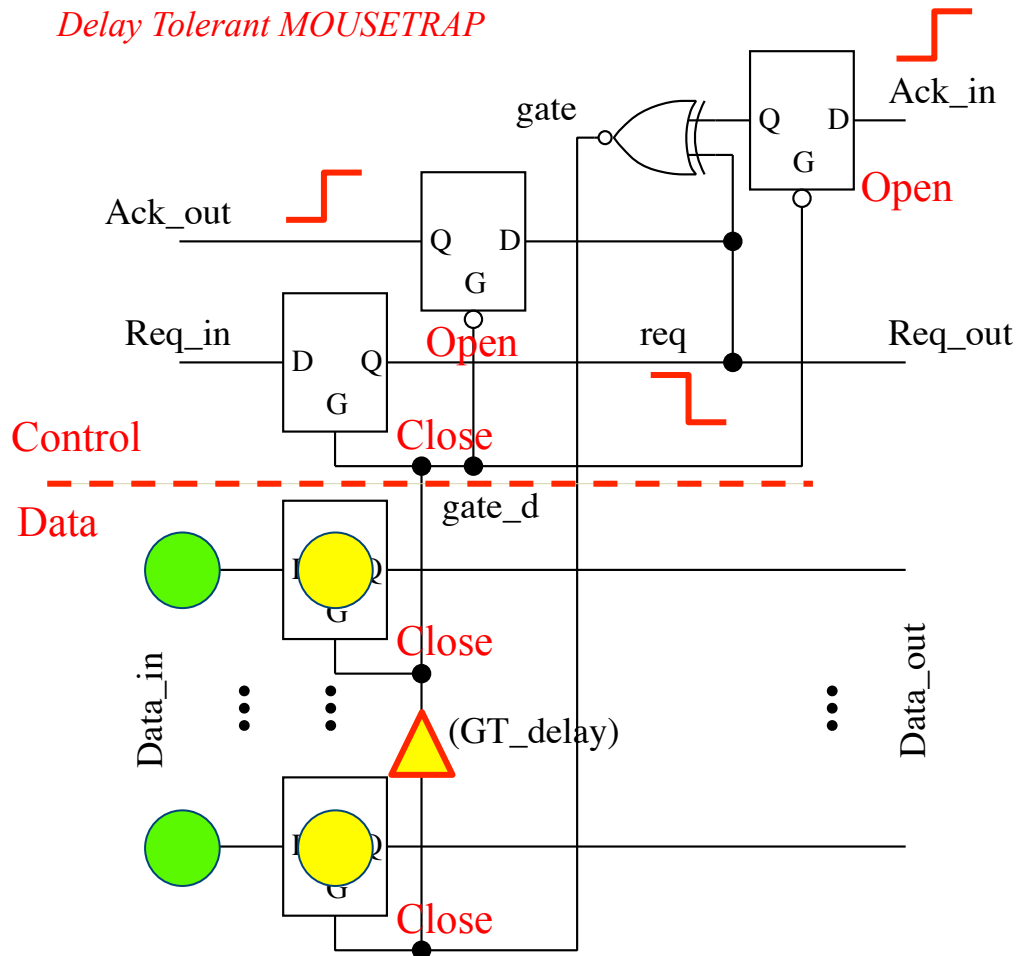 Delay Tolerant MOUSETRAP
Ack_in
gate
Q D
G
Open
Ack_out
Q D
G
Open
Req_in
D Q
G
req
Req_out
Close
Control
gate_d
Data
Q
G
Close
Data_in
Data_out
(GT_delay)
Q
G
Close